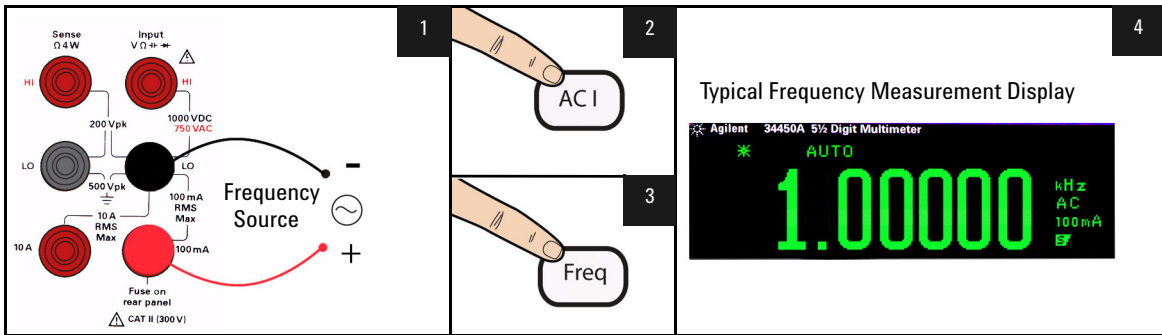 1
Sense
Ω 4 W
Input
V Ω
HI
HI
1000 VDC
750 VAC
200 Vpk
LO
LO
500 Vpk
100 mA
RMS
Max
10 A
RMS
Max
10 A
100 mA
Fuse on
rear panel
CAT II (300 V)
Frequency
Source
-
+
2
AC I
3
Freq
4
Typical Frequency Measurement Display
Agilent 34450A 5½ Digit Multimeter
AUTO
1.00000
kHz
AC
100mA
S